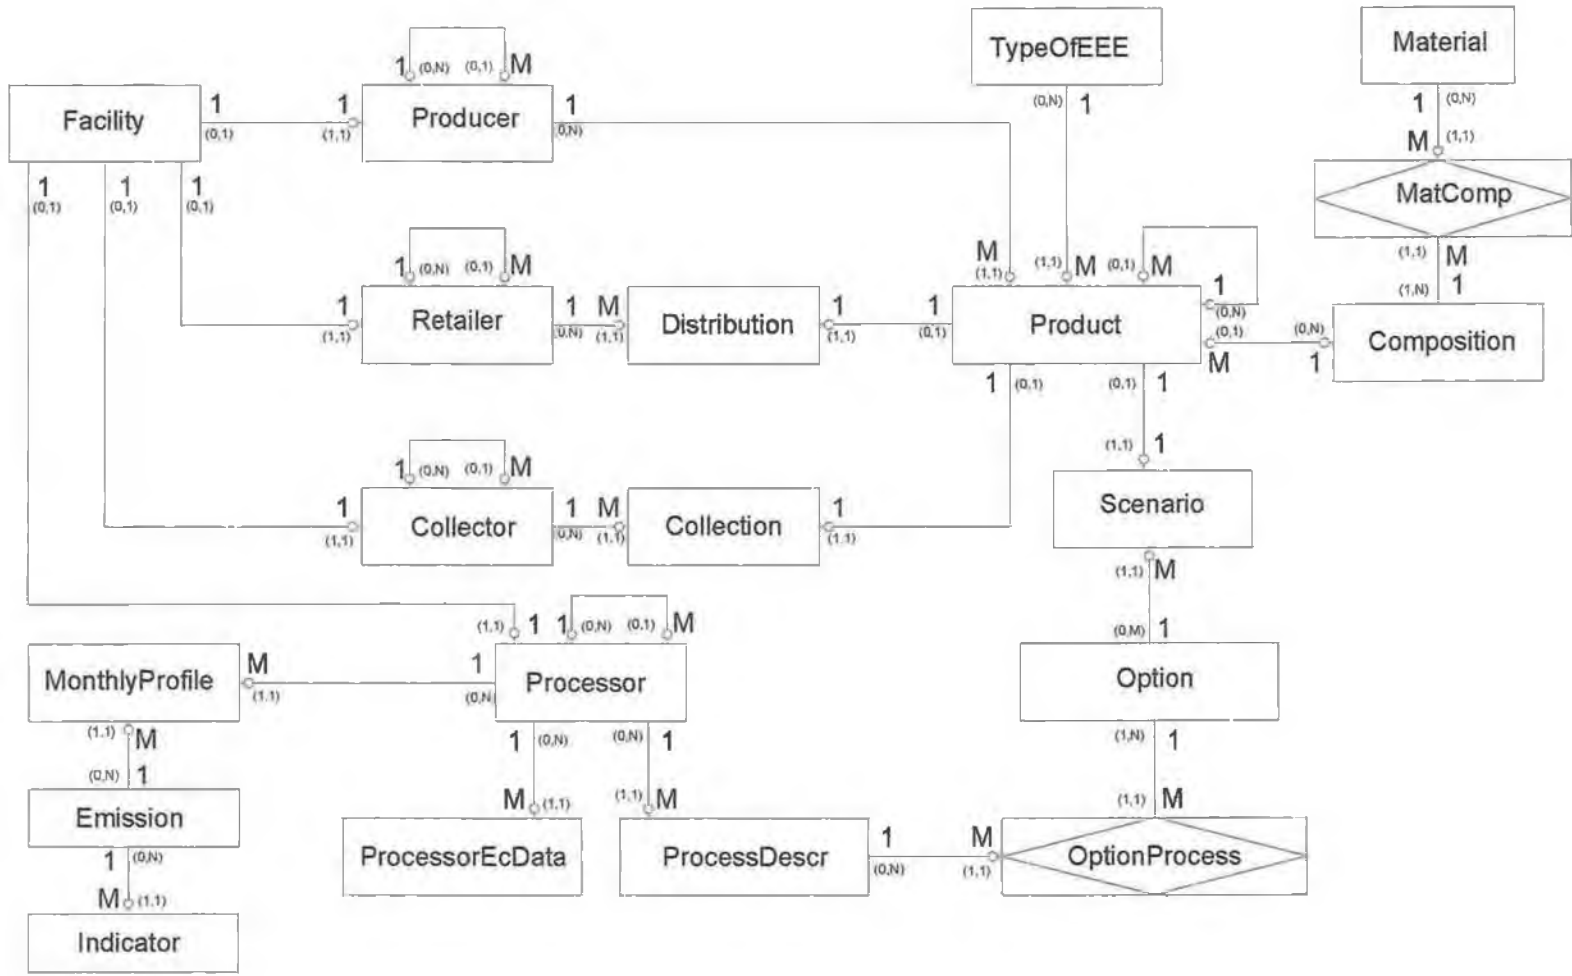 TypeOfEEE
Material
1 (0,N) (0,1) M
Facility
1 (0,1)
1 (1,1)
Producer
1 (0,N)
(0,N) 1
1 (0,N)
M (1,1)
MatComp
1 (0,1)
1 (0,1)
1 (0,1)
1 (0,N) (0,1) M
M (1,1)
(1,1) M
(0,1) M
(1,1) M
(1,N) 1
1 (1,1)
Retailer
1 (0,N)
M (1,1)
Distribution
1 (1,1)
1 (0,1)
Product
1 (0,N)
(0,1) M
(0,N) 1
Composition
1 (0,1)
(0,1) 1
1 (0,N) (0,1) M
(1,1) 1
1 (1,1)
Collector
1 (0,N)
M (1,1)
Collection
1 (1,1)
Scenario
(1,1) M
(1,1) 1
1 (0,N) (0,1) M
(0,M) 1
MonthlyProfile
M (1,1)
1 (0,N)
Processor
Option
(1,1) M
1 (0,N)
(0,N) 1
(1,N) 1
(0,N) 1
M (1,1)
(1,1) M
(1,1) M
Emission
1 (0,N)
ProcessorEcData
ProcessDescr
1 (0,N)
M (1,1)
OptionProcess
M (1,1)
Indicator